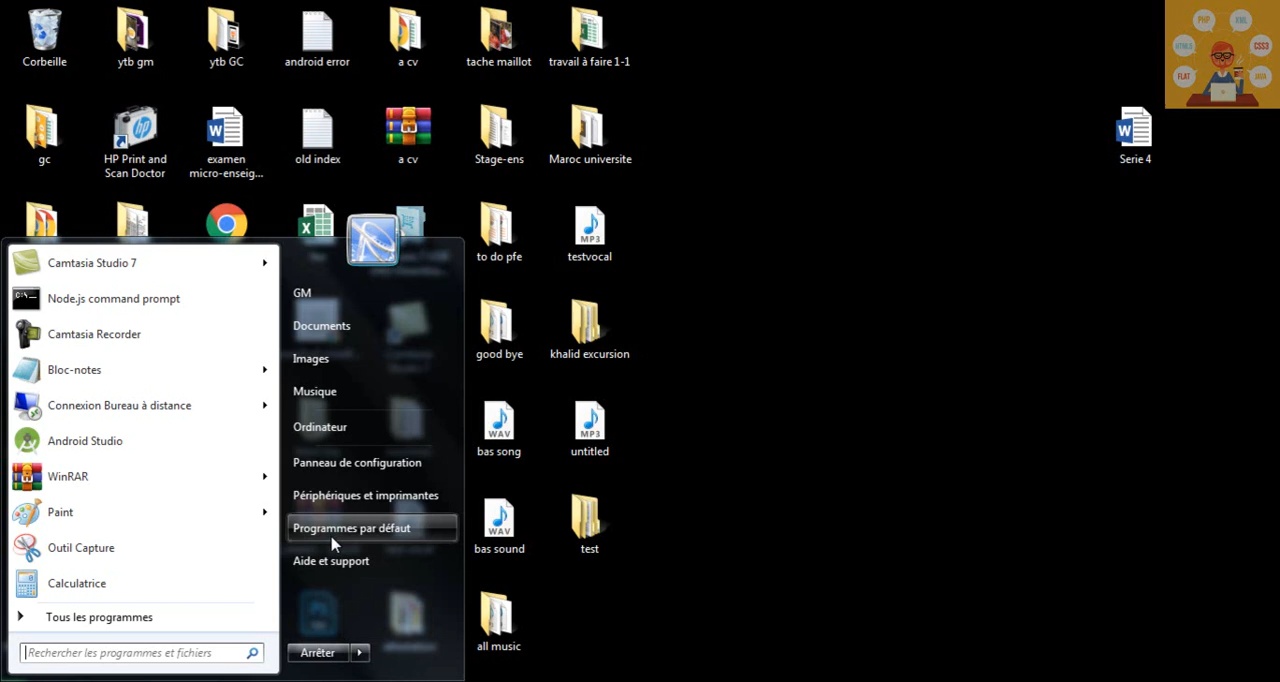 Corbeille
ytb gm
ytb GC
android error
a cv
tache maillot
travail à faire 1-1
PHP
XML
HTML5
CSS3
FLAT
JAVA
gc
HP Print and
Scan Doctor
examen
micro-enseig...
old index
a cv
Stage-ens
Maroc universite
Serie 4
to do pfe
testvocal
good bye
khalid excursion
bas song
untitled
bas sound
test
all music
Camtasia Studio 7
Node.js command prompt
Camtasia Recorder
Bloc-notes
Connexion Bureau à distance
Android Studio
WinRAR
Paint
Outil Capture
Calculatrice
Tous les programmes
Rechercher les programmes et fichiers
GM
Documents
Images
Musique
Ordinateur
Panneau de configuration
Périphériques et imprimantes
Programmes par défaut
Aide et support
Arrêter